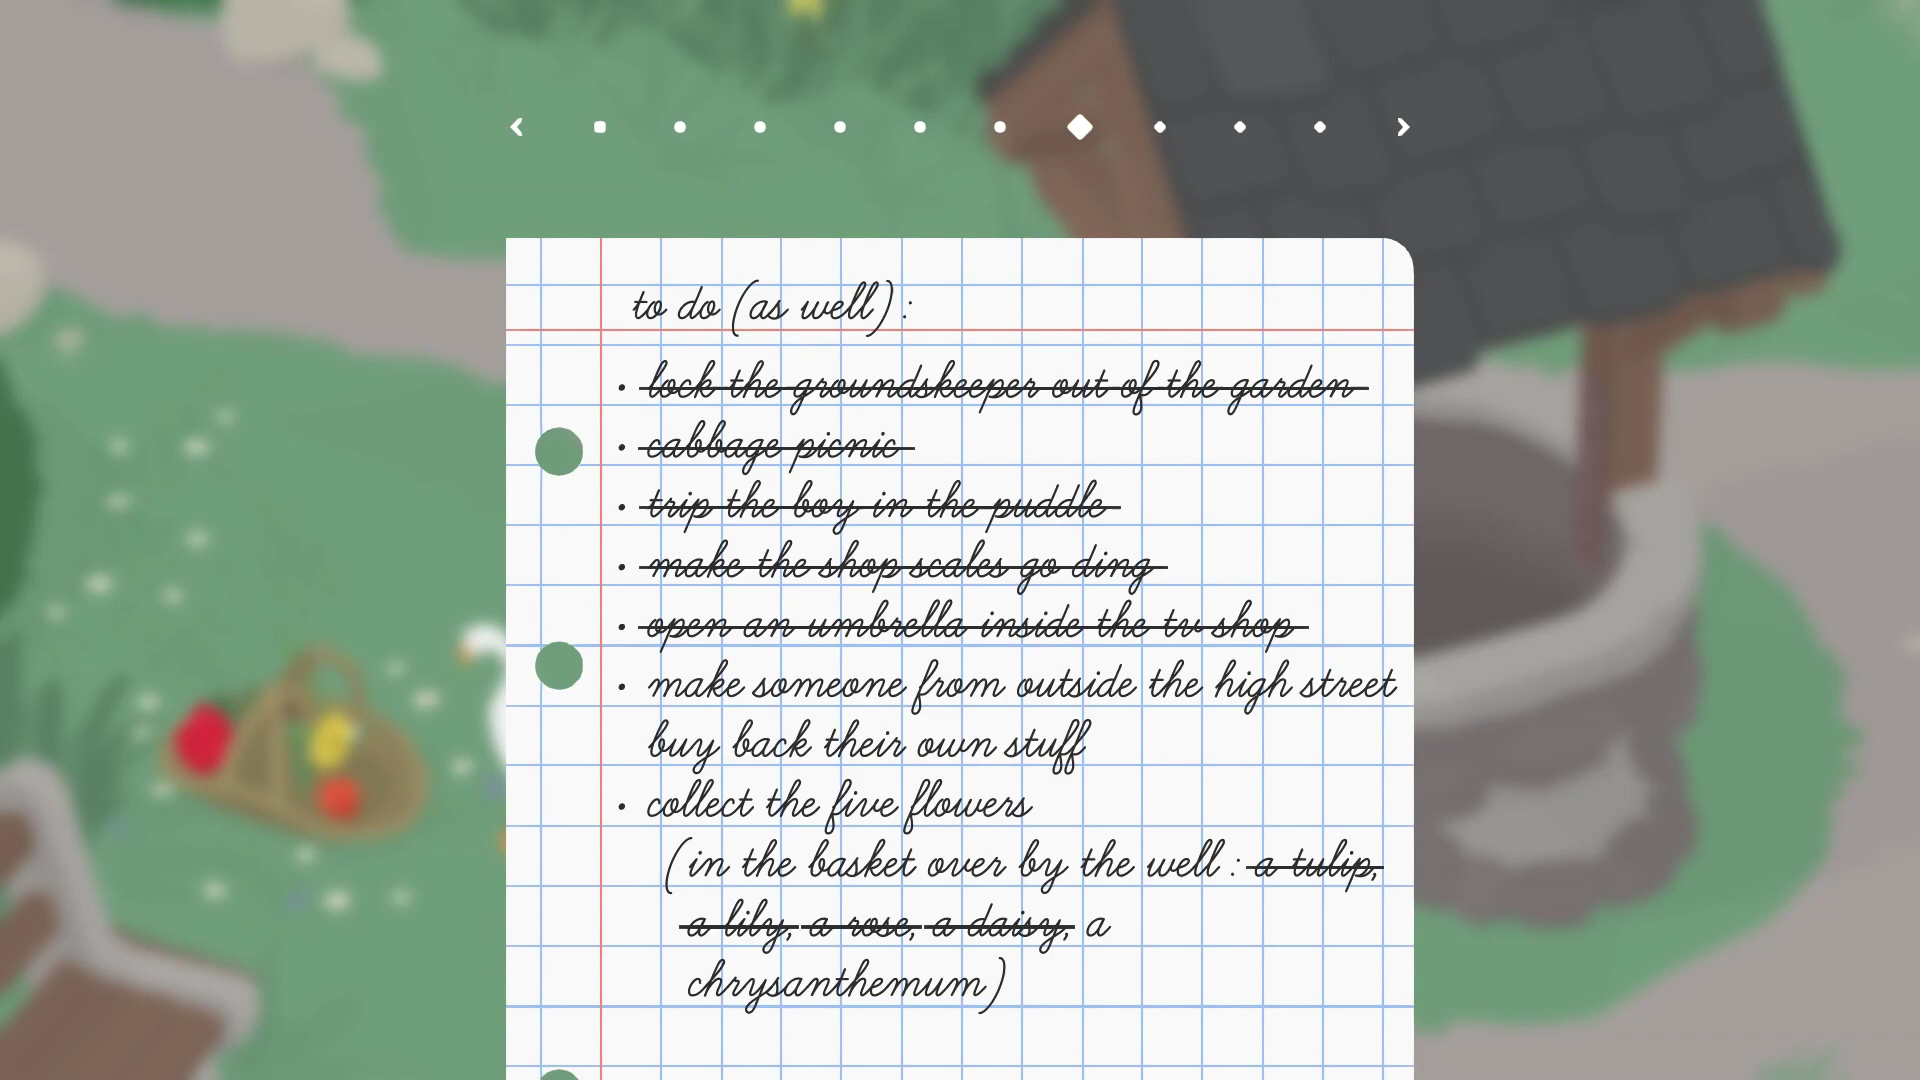 to do (as well) :
• lock the groundskeeper out of the garden
• cabbage picnic
• trip the boy in the puddle
• make the shop scales go ding
• open an umbrella inside the tv shop
• make someone from outside the high street
buy back their own stuff
• collect the five flowers
(in the basket over by the well : a tulip,
a lily, a rose, a daisy, a
chrysanthemum)